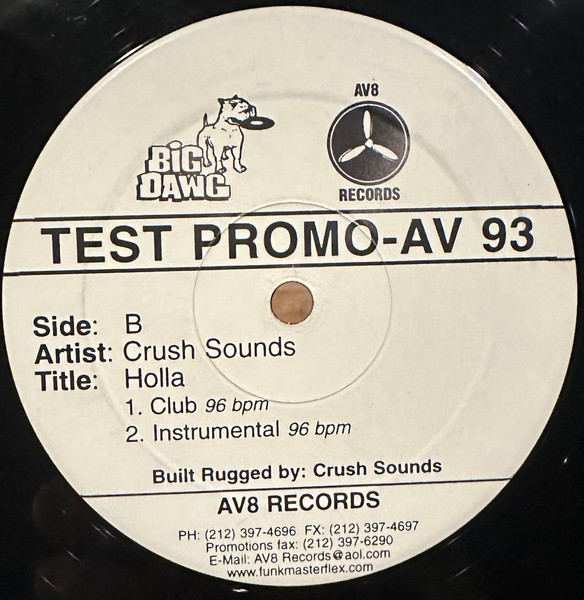 BIG
DAWG
AV8
RECORDS
TEST PROMO-AV 93
Side: B
Artist: Crush Sounds
Title: Holla
1. Club 96 bpm
2. Instrumental 96 bpm
Built Rugged by: Crush Sounds
AV8 RECORDS
PH: (212) 397-4696 FX: (212) 397-4697
Promotions fax: (212) 397-6290
E-Mail: AV8 Records@aol.com
www.funkmasterflex.com